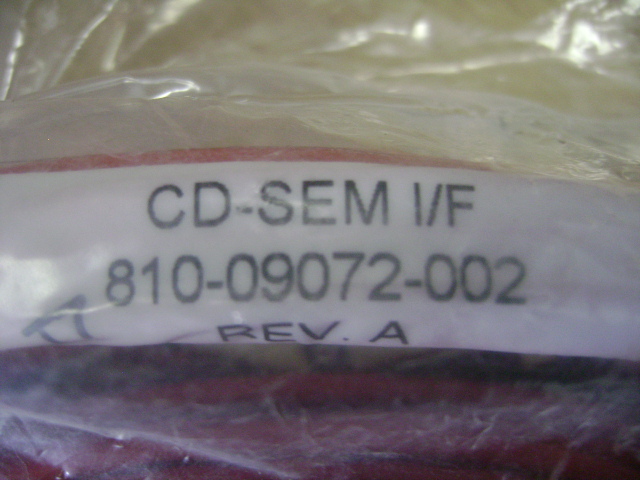 CD-SEM I/F
810-09072-002
REV. A